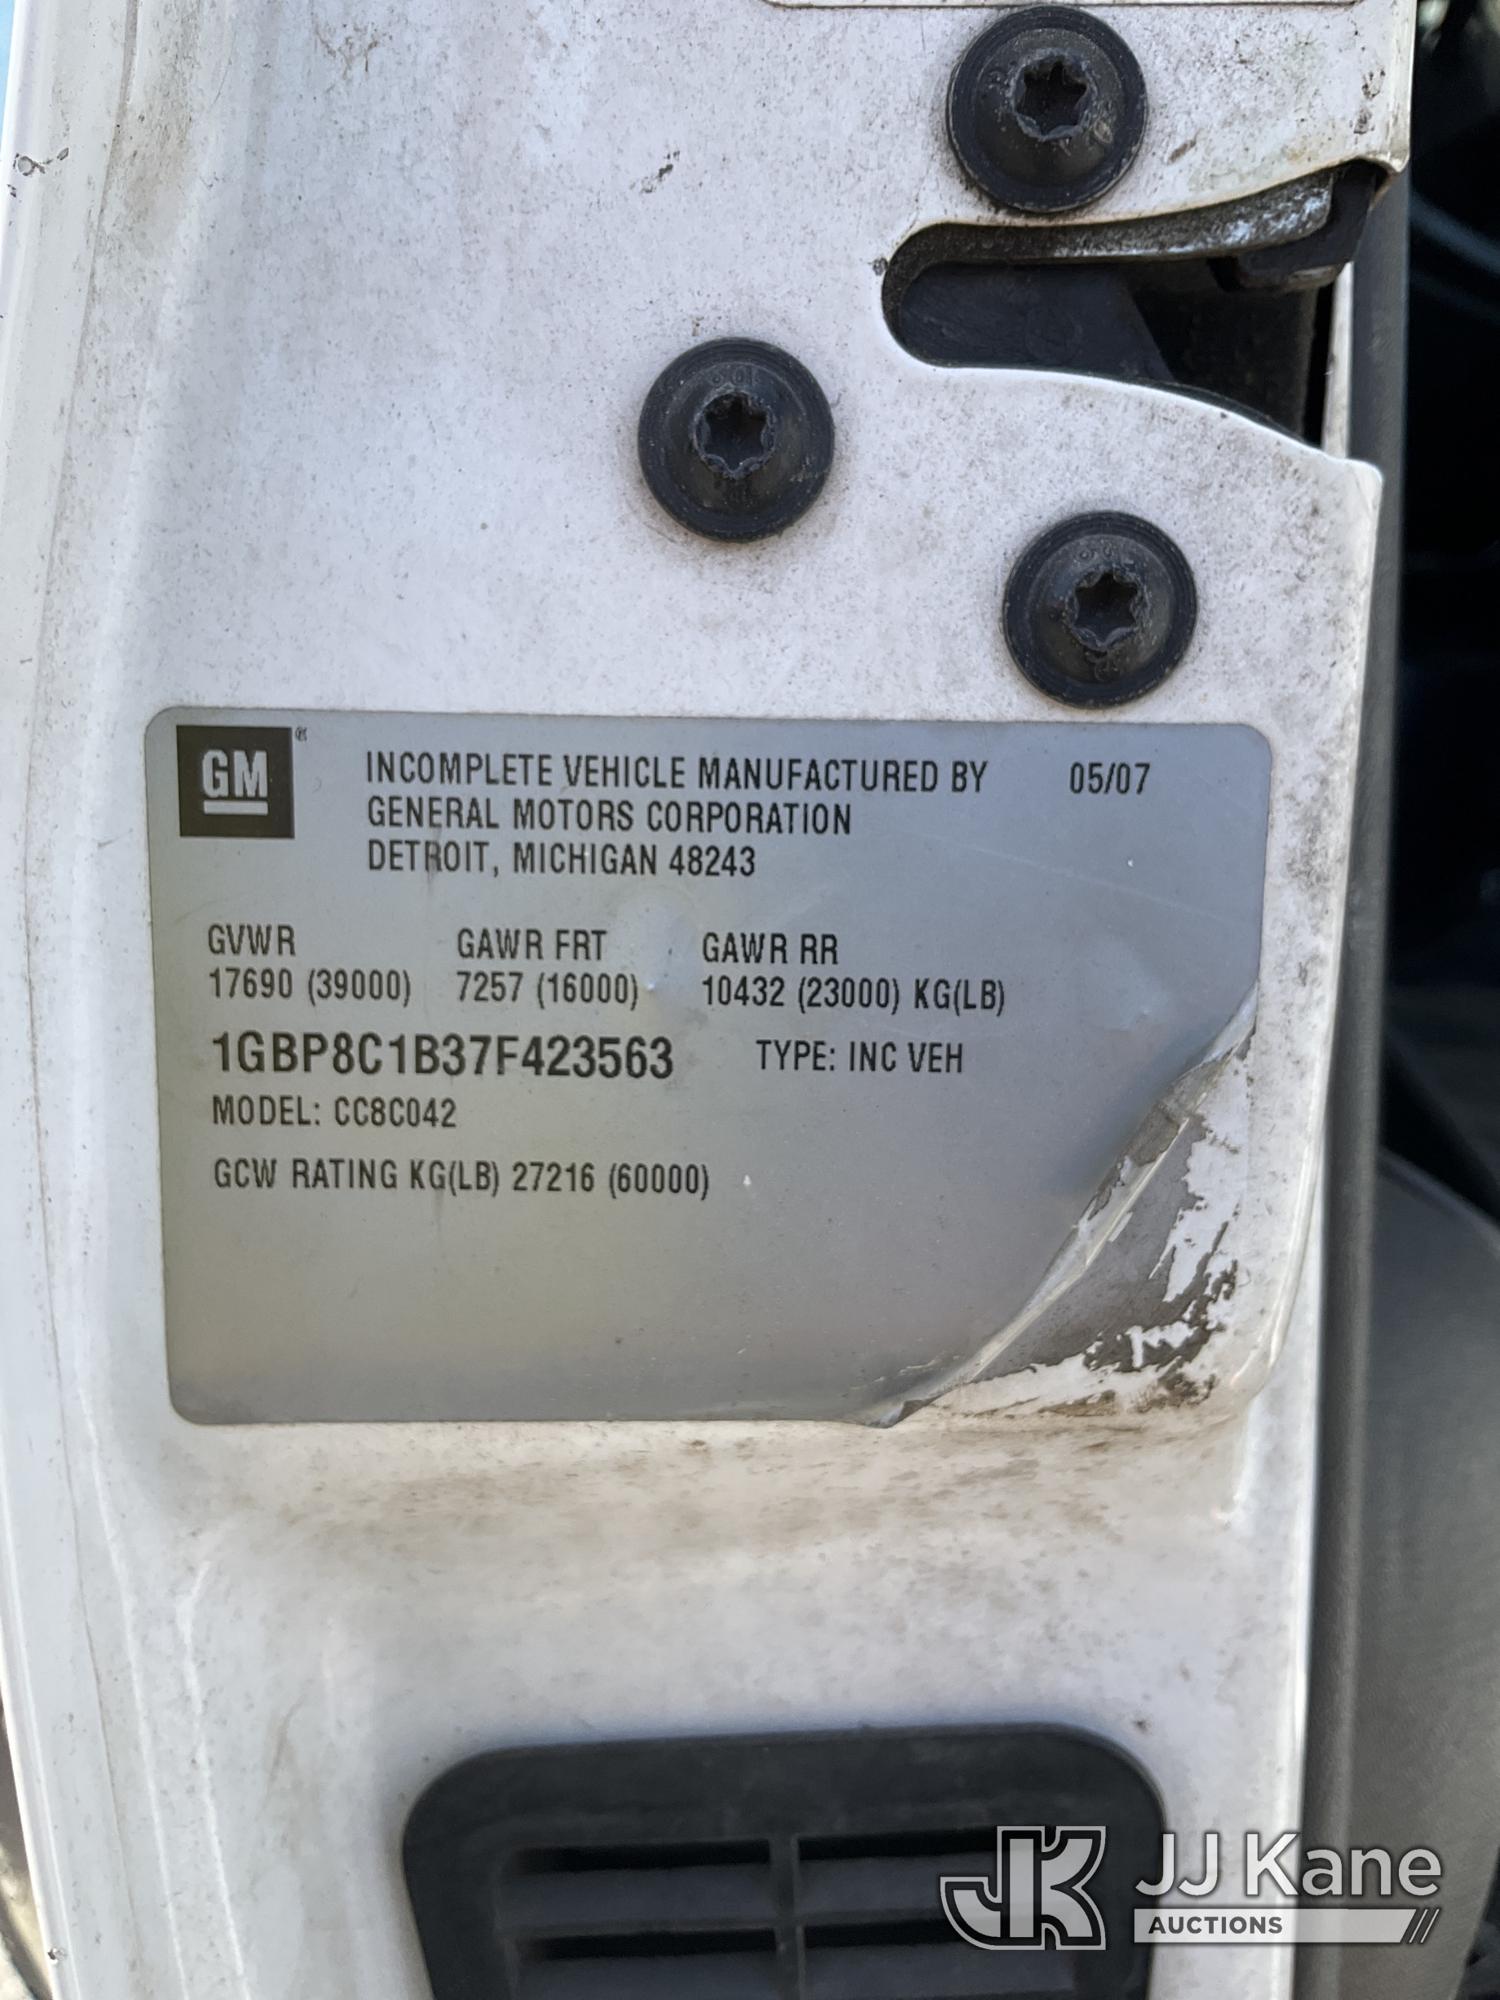 GM ® INCOMPLETE VEHICLE MANUFACTURED BY 05/07
GENERAL MOTORS CORPORATION
DETROIT, MICHIGAN 48243
GVWR GAWR FRT GAWR RR
17690 (39000) 7257 (16000) 10432 (23000) KG(LB)
1GBP8C1B37F423563 TYPE: INC VEH
MODEL: CC8C042
GCW RATING KG(LB) 27216 (60000)
JK JJ Kane
AUCTIONS